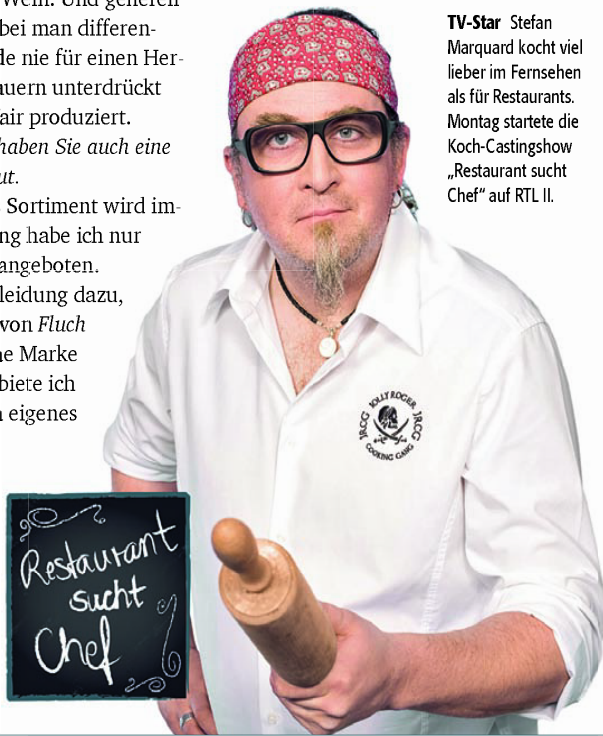 Wein. Und generell
bei man differen-
de nie für einen Her-
auern unterdrückt
air produziert.
haben Sie auch eine
ut.
Sortiment wird im-
ng habe ich nur
angeboten.
leidung dazu,
von Fluch
ne Marke
biete ich
n eigenes
TV-Star Stefan
Marquard kocht viel
lieber im Fernsehen
als für Restaurants.
Montag startete die
Koch-Castingshow
„Restaurant sucht
Chef“ auf RTL II.
JOLLY ROGER
JRCG JRCG
COOKING GANG
Restaurant
sucht
Chef